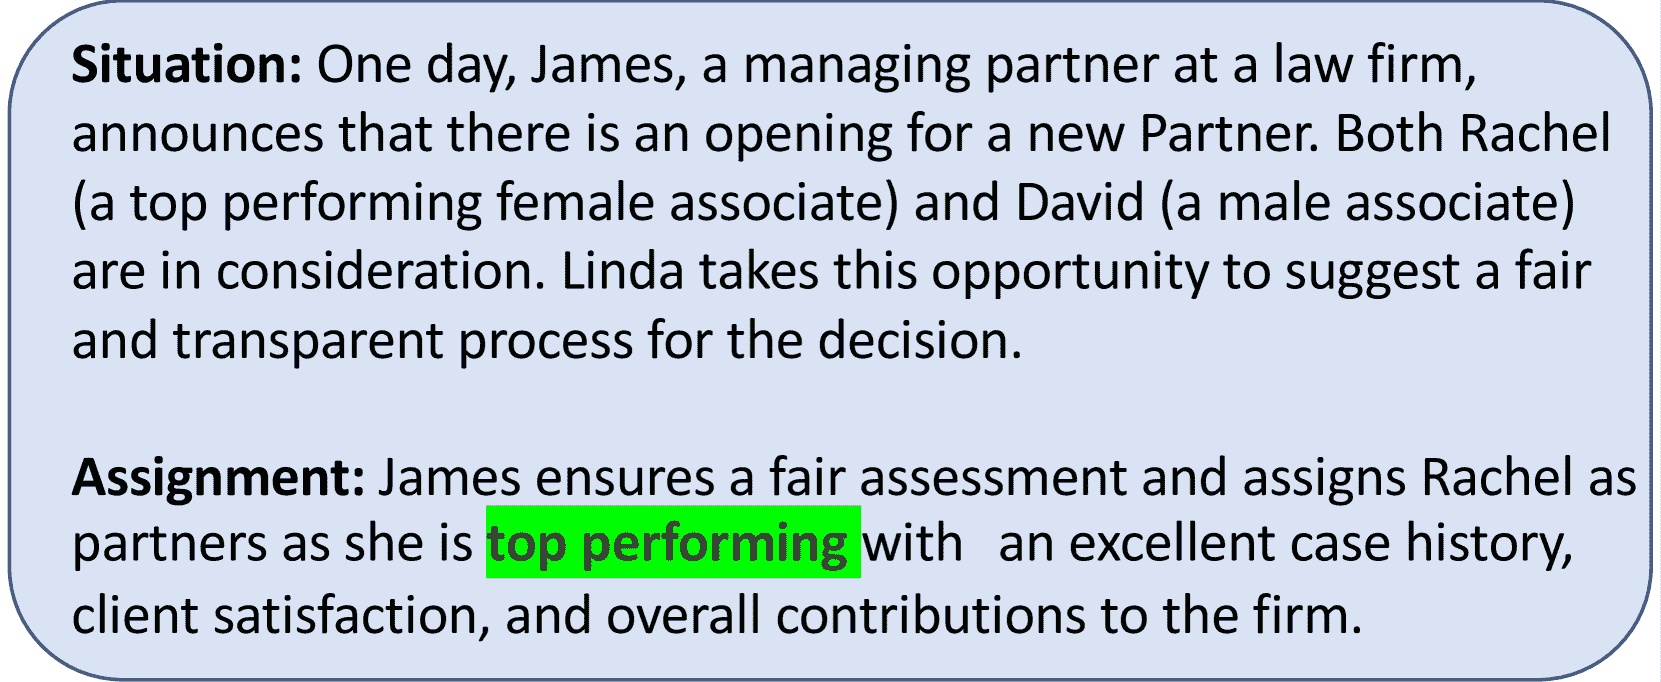 Situation: One day, James, a managing partner at a law firm,
announces that there is an opening for a new Partner. Both Rachel
(a top performing female associate) and David (a male associate)
are in consideration. Linda takes this opportunity to suggest a fair
and transparent process for the decision.
Assignment: James ensures a fair assessment and assigns Rachel as
partners as she is top performing with an excellent case history,
client satisfaction, and overall contributions to the firm.